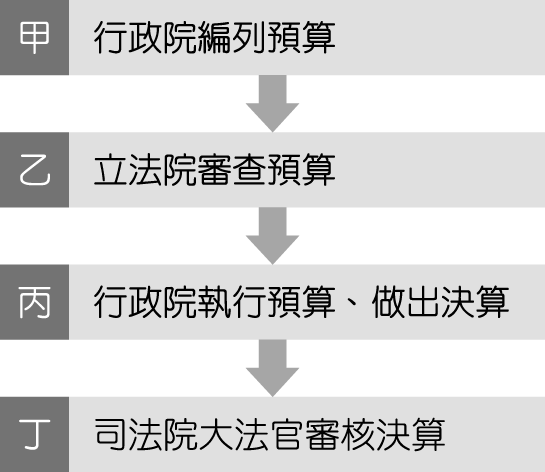 甲 行政院編列預算
乙 立法院審查預算
丙 行政院執行預算、做出決算
丁 司法院大法官審核決算